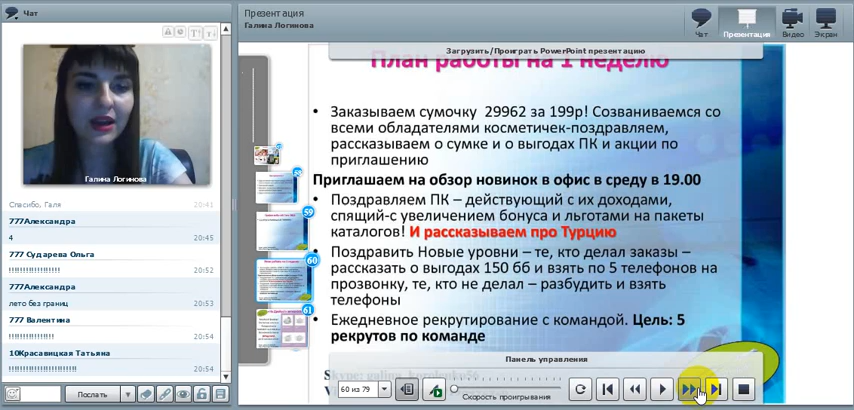 Чат
Галина Логинова
Спасибо, Галя 20:41
777Александра
4 20:45
777 Сударева Ольга
!!!!!!!!!!!!!!!!!! 20:52
777Александра
лето без границ 20:53
777 Валентина
!!!!!!!!!!!!!!!! 20:54
10Красавицкая Татьяна
!!!!!!!!!!!!!!!!!!!!!!!! 20:54
Послать
Презентация
Галина Логинова
Чат Презентация Видео Экран
Загрузить/Проиграть PowerPoint презентацию
План работы на 1 неделю
58
59
60
61
• Заказываем сумочку 29962 за 199р! Созваниваемся со
всеми обладателями косметичек-поздравляем,
рассказываем о сумке и о выгодах ПК и акции по
приглашению
Приглашаем на обзор новинок в офис в среду в 19.00
• Поздравляем ПК – действующий с их доходами,
спящий-с увеличением бонуса и льготами на пакеты
каталогов! И рассказываем про Турцию
• Поздравить Новые уровни – те, кто делал заказы –
рассказать о выгодах 150 бб и взять по 5 телефонов на
прозвонку, те, кто не делал – разбудить и взять
телефоны
• Ежедневное рекрутирование с командой. Цель: 5
рекрутов по команде
Панель управления
60 из 79
Скорость проигрывания